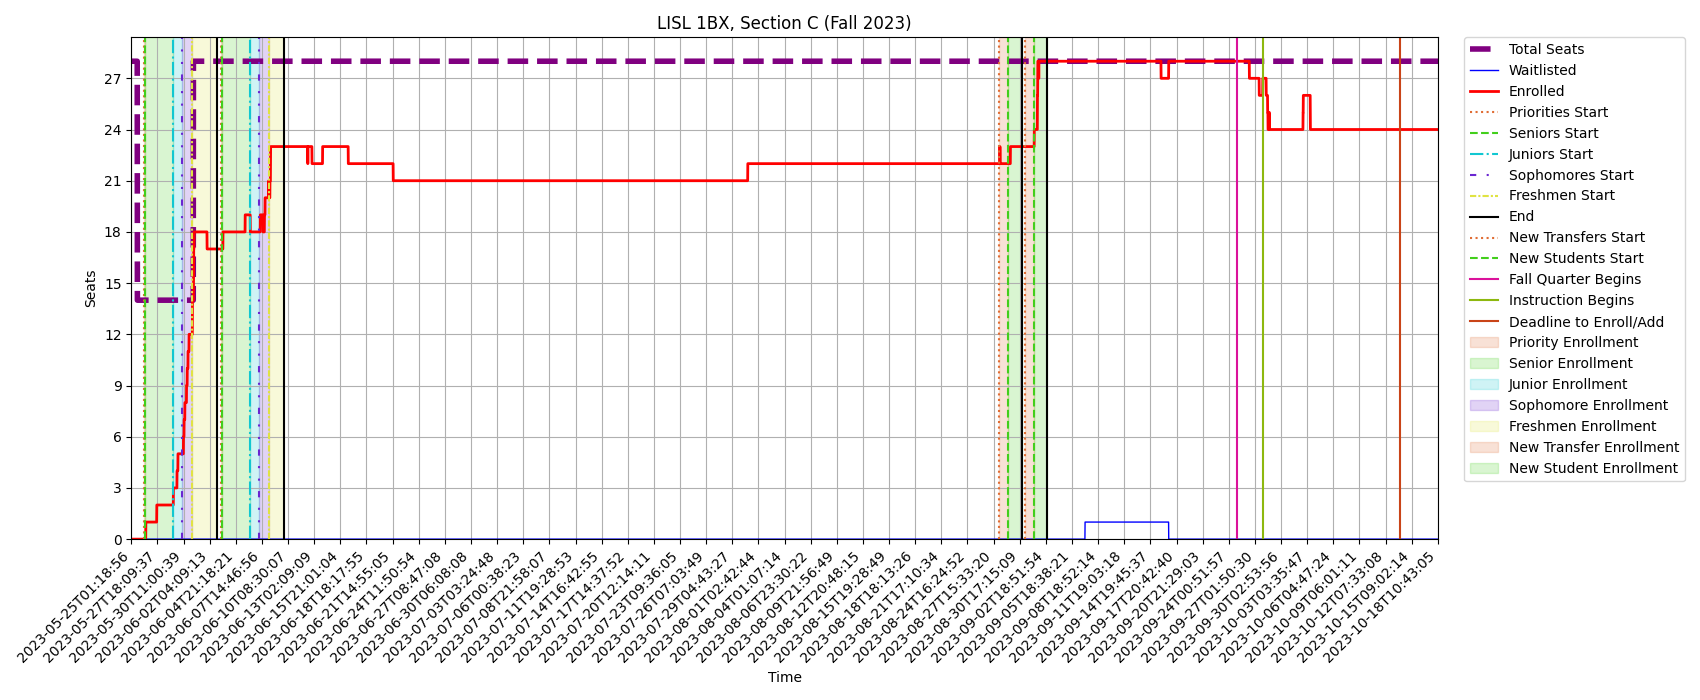 LISL 1BX, Section C (Fall 2023)
Seats
27
24
21
18
15
12
9
6
3
0
2023-05-25T01:18:56
2023-05-27T18:09:37
2023-05-30T11:00:39
2023-06-02T04:09:13
2023-06-04T21:18:21
2023-06-07T14:46:56
2023-06-10T08:30:07
2023-06-13T02:09:09
2023-06-15T21:01:04
2023-06-18T18:17:55
2023-06-21T14:55:05
2023-06-24T11:50:54
2023-06-27T08:47:08
2023-06-30T06:08:08
2023-07-03T03:24:48
2023-07-06T00:38:23
2023-07-08T21:58:07
2023-07-11T19:28:53
2023-07-14T16:42:55
2023-07-17T14:37:52
2023-07-20T12:14:11
2023-07-23T09:36:05
2023-07-26T07:03:49
2023-07-29T04:43:27
2023-08-01T02:42:44
2023-08-04T01:07:14
2023-08-06T23:30:22
2023-08-09T21:56:49
2023-08-12T20:48:15
2023-08-15T19:28:49
2023-08-18T18:13:26
2023-08-21T17:10:34
2023-08-24T16:24:52
2023-08-27T15:33:20
2023-08-30T17:15:09
2023-09-02T18:51:54
2023-09-05T18:38:21
2023-09-08T18:52:14
2023-09-11T19:03:18
2023-09-14T19:45:37
2023-09-17T20:42:40
2023-09-20T21:29:03
2023-09-24T00:51:57
2023-09-27T01:50:30
2023-09-30T02:53:56
2023-10-03T03:35:47
2023-10-06T04:47:24
2023-10-09T06:01:11
2023-10-12T07:33:08
2023-10-15T09:02:14
2023-10-18T10:43:05
Time
Total Seats
Waitlisted
Enrolled
Priorities Start
Seniors Start
Juniors Start
Sophomores Start
Freshmen Start
End
New Transfers Start
New Students Start
Fall Quarter Begins
Instruction Begins
Deadline to Enroll/Add
Priority Enrollment
Senior Enrollment
Junior Enrollment
Sophomore Enrollment
Freshmen Enrollment
New Transfer Enrollment
New Student Enrollment